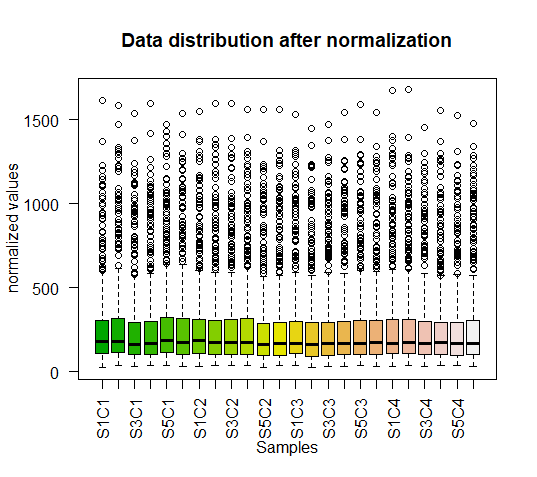 Data distribution after normalization
normalized values
1500
1000
500
0
S1C1
S3C1
S5C1
S1C2
S3C2
S5C2
S1C3
S3C3
S5C3
S1C4
S3C4
S5C4
Samples